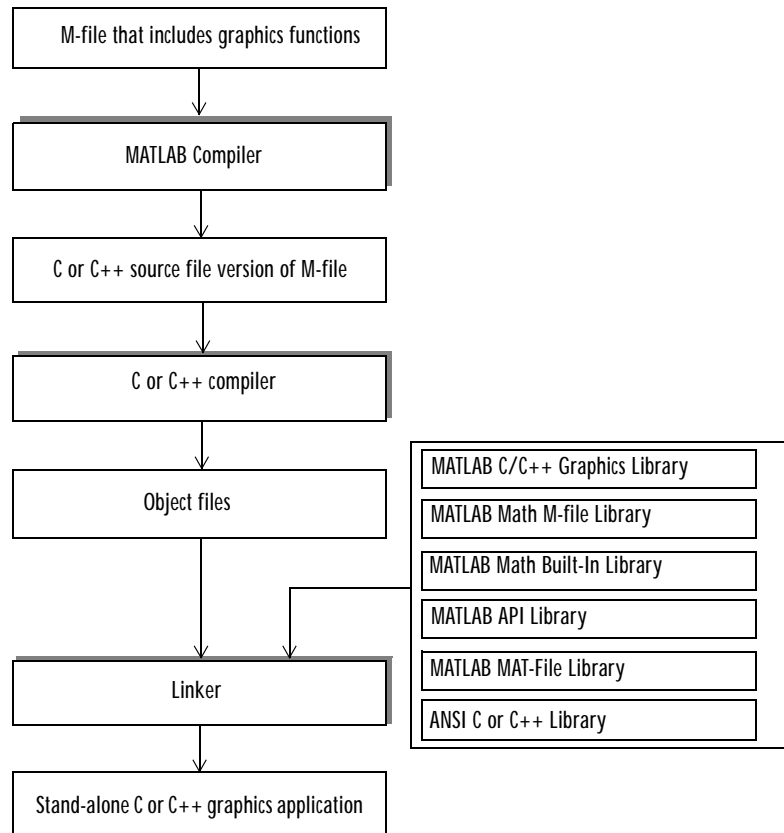 M-file that includes graphics functions
MATLAB Compiler
C or C++ source file version of M-file
C or C++ compiler
Object files
MATLAB C/C++ Graphics Library
MATLAB Math M-file Library
MATLAB Math Built-In Library
MATLAB API Library
MATLAB MAT-File Library
ANSI C or C++ Library
Linker
Stand-alone C or C++ graphics application